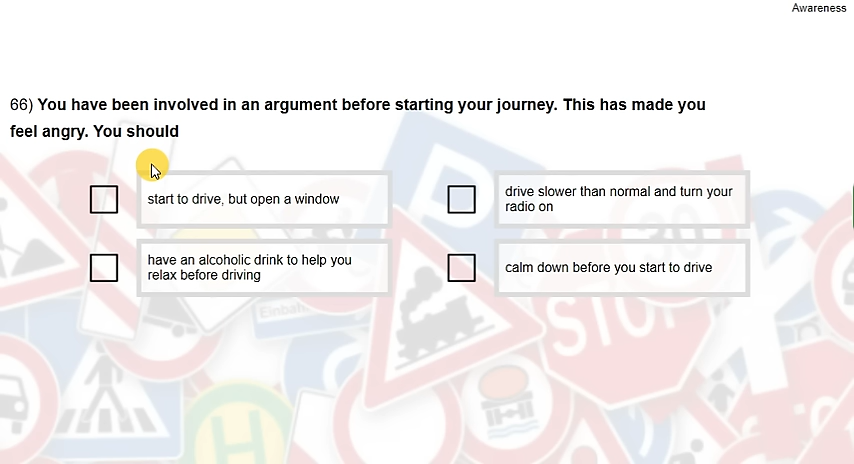 Awareness
66) You have been involved in an argument before starting your journey. This has made you
feel angry. You should
start to drive, but open a window
drive slower than normal and turn your
radio on
have an alcoholic drink to help you
relax before driving
calm down before you start to drive
Einbah
STOP
30
P
H